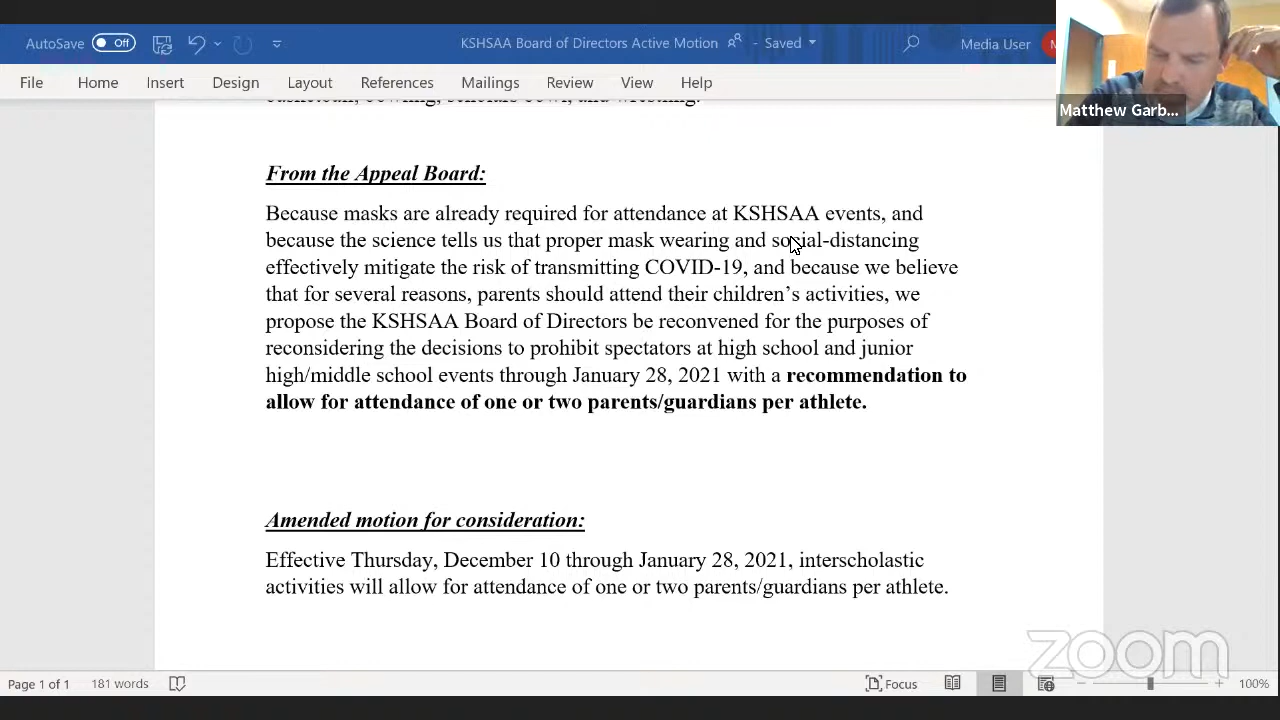 AutoSave Off
KSHSAA Board of Directors Active Motion - Saved
Media User
Matthew Garb...
File Home Insert Design Layout References Mailings Review View Help
From the Appeal Board:
Because masks are already required for attendance at KSHSAA events, and
because the science tells us that proper mask wearing and social-distancing
effectively mitigate the risk of transmitting COVID-19, and because we believe
that for several reasons, parents should attend their children’s activities, we
propose the KSHSAA Board of Directors be reconvened for the purposes of
reconsidering the decisions to prohibit spectators at high school and junior
high/middle school events through January 28, 2021 with a recommendation to
allow for attendance of one or two parents/guardians per athlete.
Amended motion for consideration:
Effective Thursday, December 10 through January 28, 2021, interscholastic
activities will allow for attendance of one or two parents/guardians per athlete.
zoom
Page 1 of 1 181 words Focus 100%